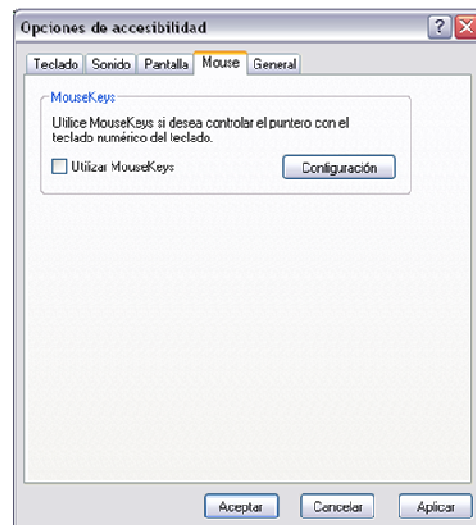 Opciones de accesibilidad
Teclado Sonido Pantalla Mouse General
MouseKeys
Utilice MouseKeys si desea controlar el puntero con el
teclado numérico del teclado.
Utilizar MouseKeys Configuración
Aceptar Cancelar Aplicar